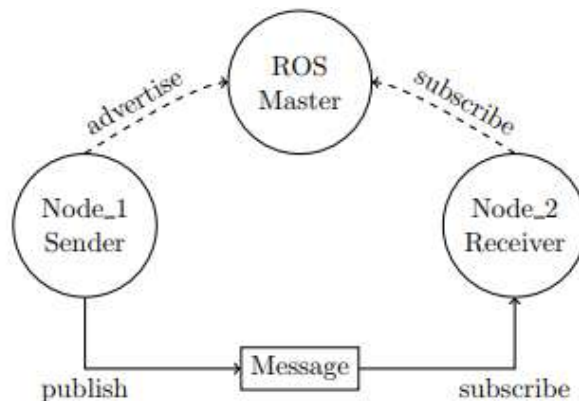 ROS
Master
advertise
subscribe
Node_1
Sender
Node_2
Receiver
Message
publish
subscribe